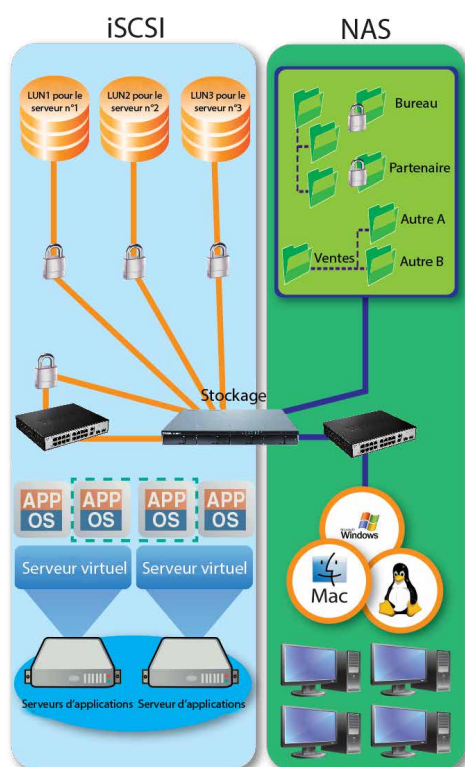 iSCSI
NAS
LUN1 pour le
serveur n°1
LUN2 pour le
serveur n°2
LUN3 pour le
serveur n°3
Bureau
Partenaire
Autre A
Ventes
Autre B
Stockage
APP
OS
APP
OS
APP
OS
APP
OS
Serveur virtuel
Serveur virtuel
Windows
Mac
Serveurs d'applications
Serveur d'applications